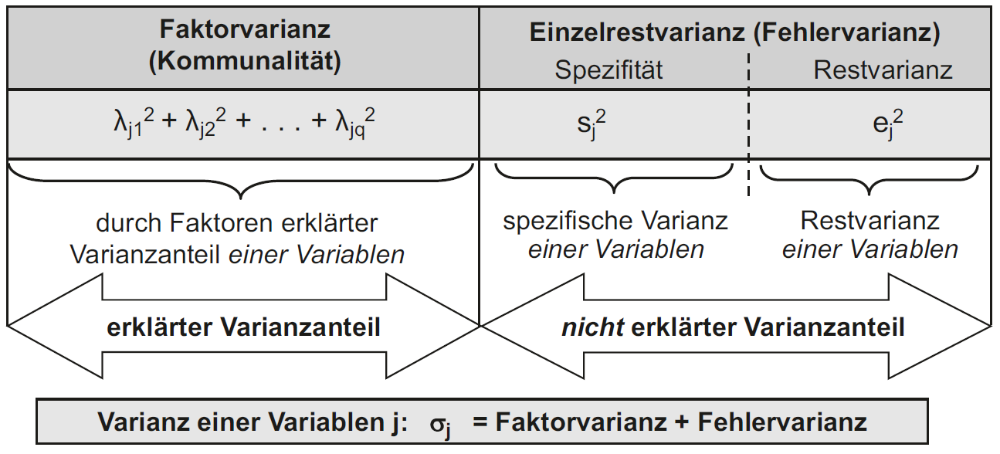 Faktorvarianz
(Kommunalität)
Einzelrestvarianz (Fehlervarianz)
Spezifität
Restvarianz
λj1² + λj2² + . . . + λjq²
sj²
ej²
durch Faktoren erklärter
Varianzanteil einer Variablen
spezifische Varianz
einer Variablen
Restvarianz
einer Variablen
erklärter Varianzanteil
nicht erklärter Varianzanteil
Varianz einer Variablen j: σj = Faktorvarianz + Fehlervarianz